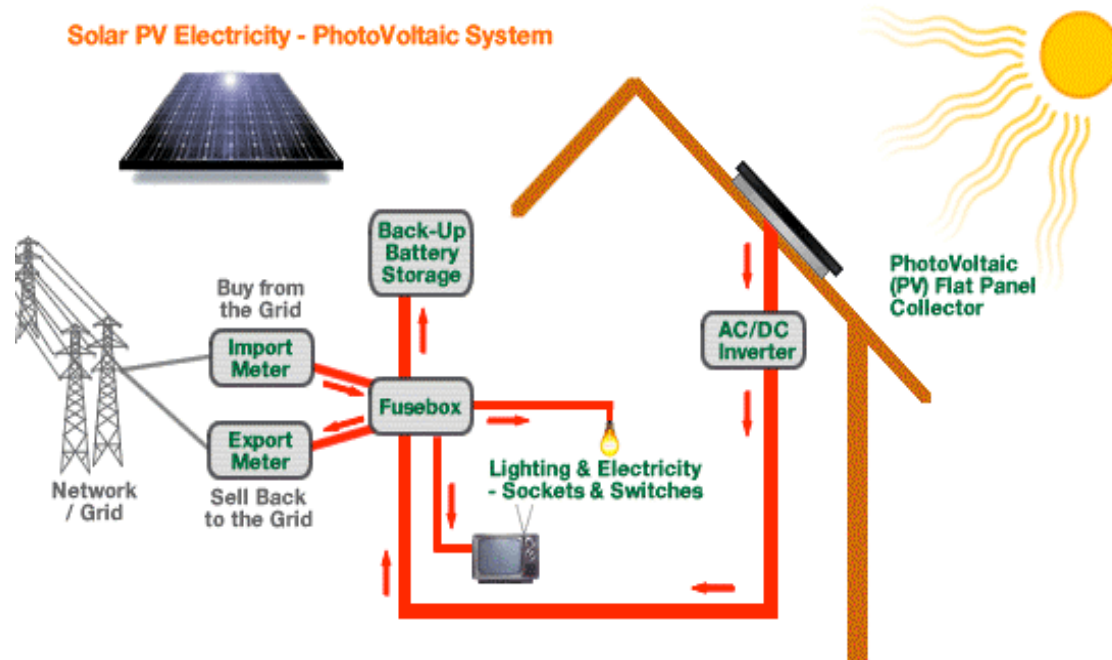 Solar PV Electricity - PhotoVoltaic System
Back-Up
Battery
Storage
Buy from
the Grid
Import
Meter
Fusebox
Export
Meter
Sell Back
to the Grid
Network
/ Grid
Lighting & Electricity
- Sockets & Switches
AC/DC
Inverter
PhotoVoltaic
(PV) Flat Panel
Collector